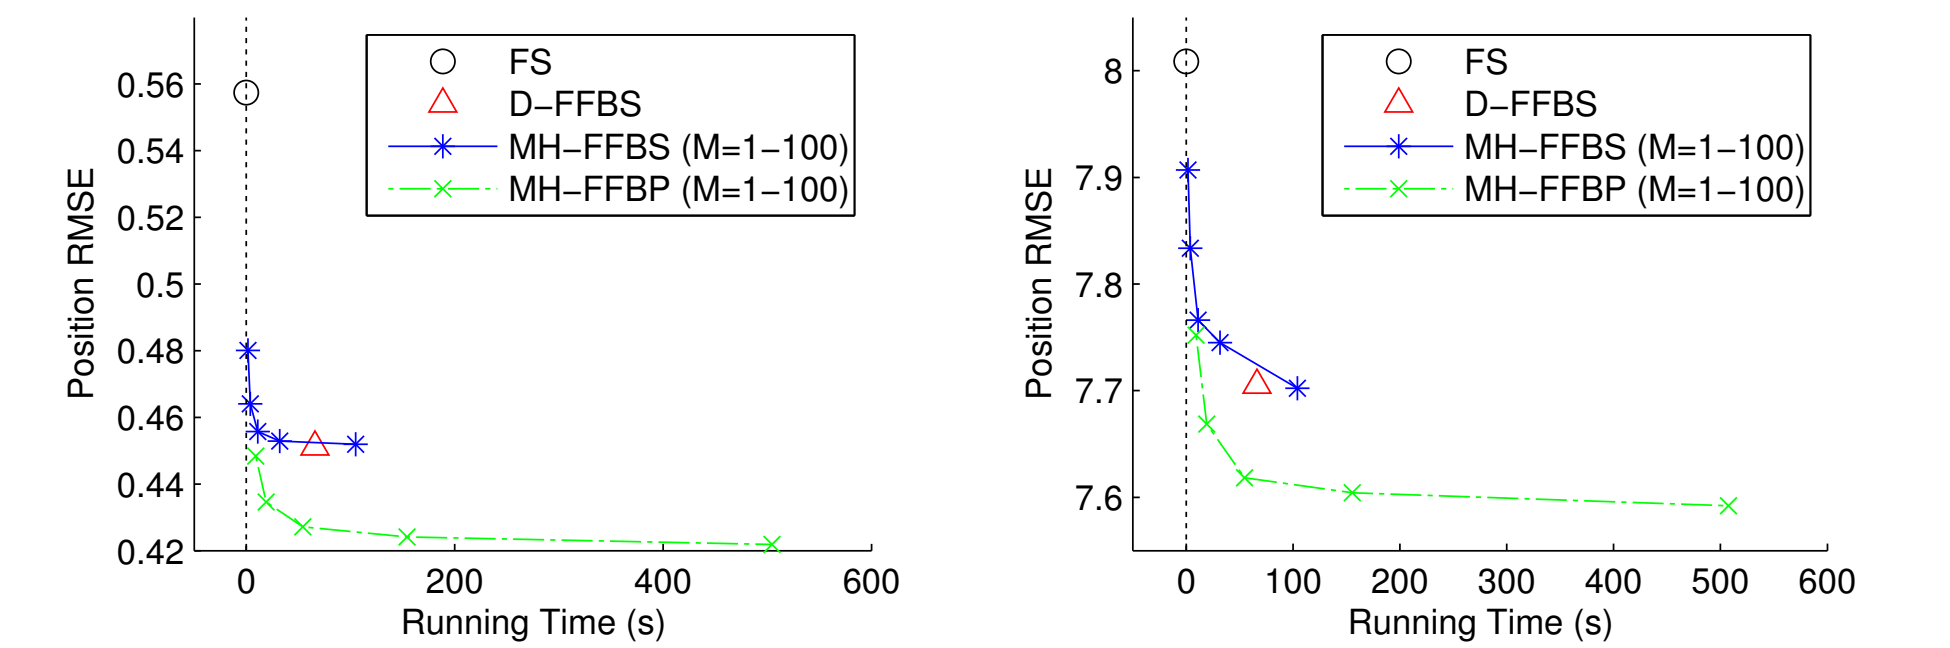 FS
D−FFBS
MH−FFBS (M=1−100)
MH−FFBP (M=1−100)
0.56
0.54
0.52
0.5
0.48
0.46
0.44
0.42
Position RMSE
0 200 400 600
Running Time (s)
FS
D−FFBS
MH−FFBS (M=1−100)
MH−FFBP (M=1−100)
8
7.9
7.8
7.7
7.6
Position RMSE
0 100 200 300 400 500 600
Running Time (s)